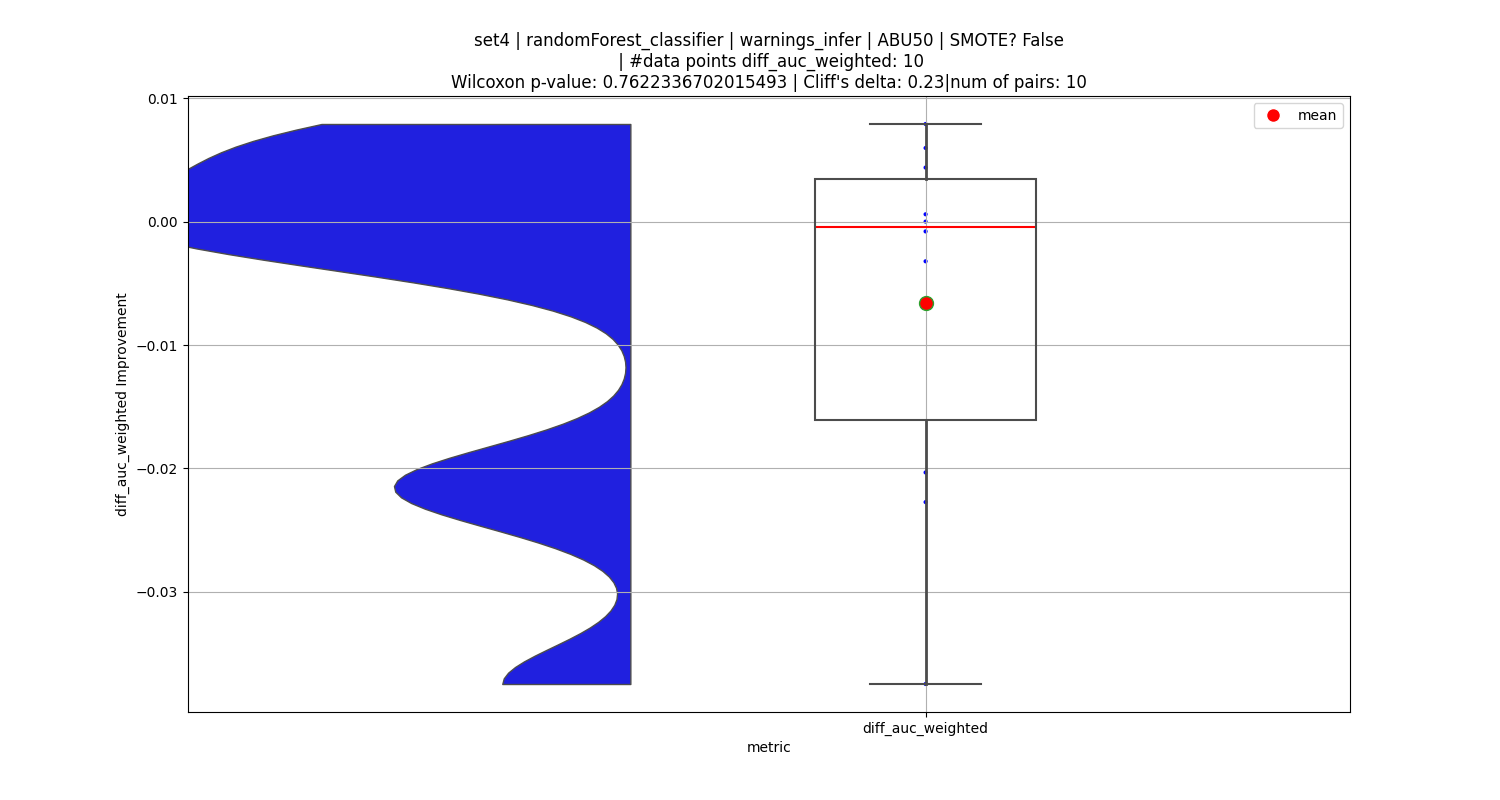 set4 | randomForest_classifier | warnings_infer | ABU50 | SMOTE? False
| #data points diff_auc_weighted: 10
Wilcoxon p-value: 0.7622336702015493 | Cliff's delta: 0.23|num of pairs: 10
mean
0.01
0.00
−0.01
−0.02
−0.03
diff_auc_weighted Improvement
diff_auc_weighted
metric